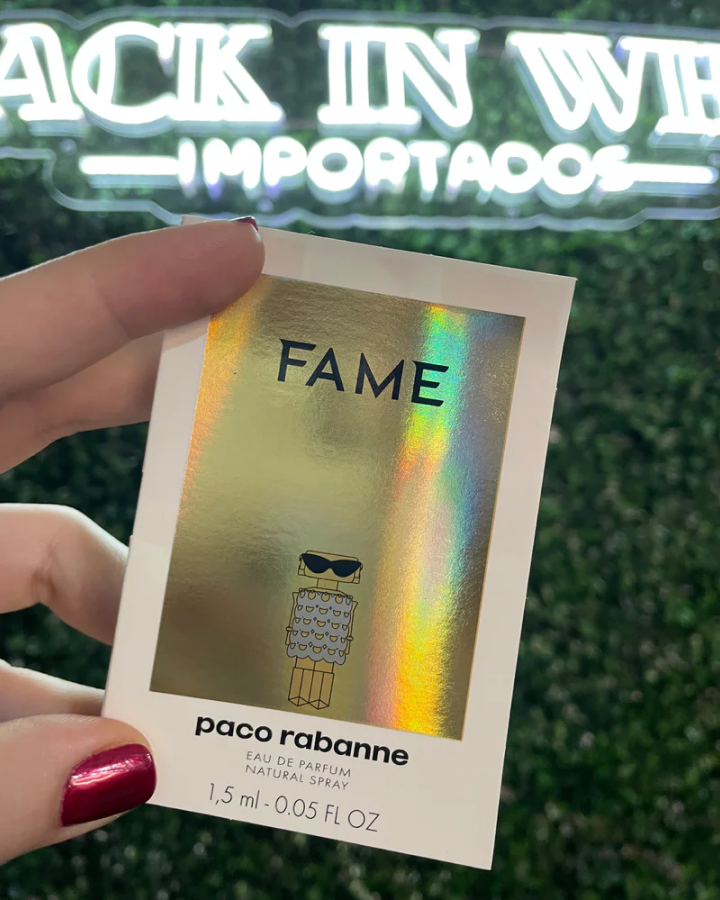 ACK IN WH
IMPORTADOS
FAME
paco rabanne
EAU DE PARFUM
NATURAL SPRAY
1,5 ml - 0.05 FL OZ